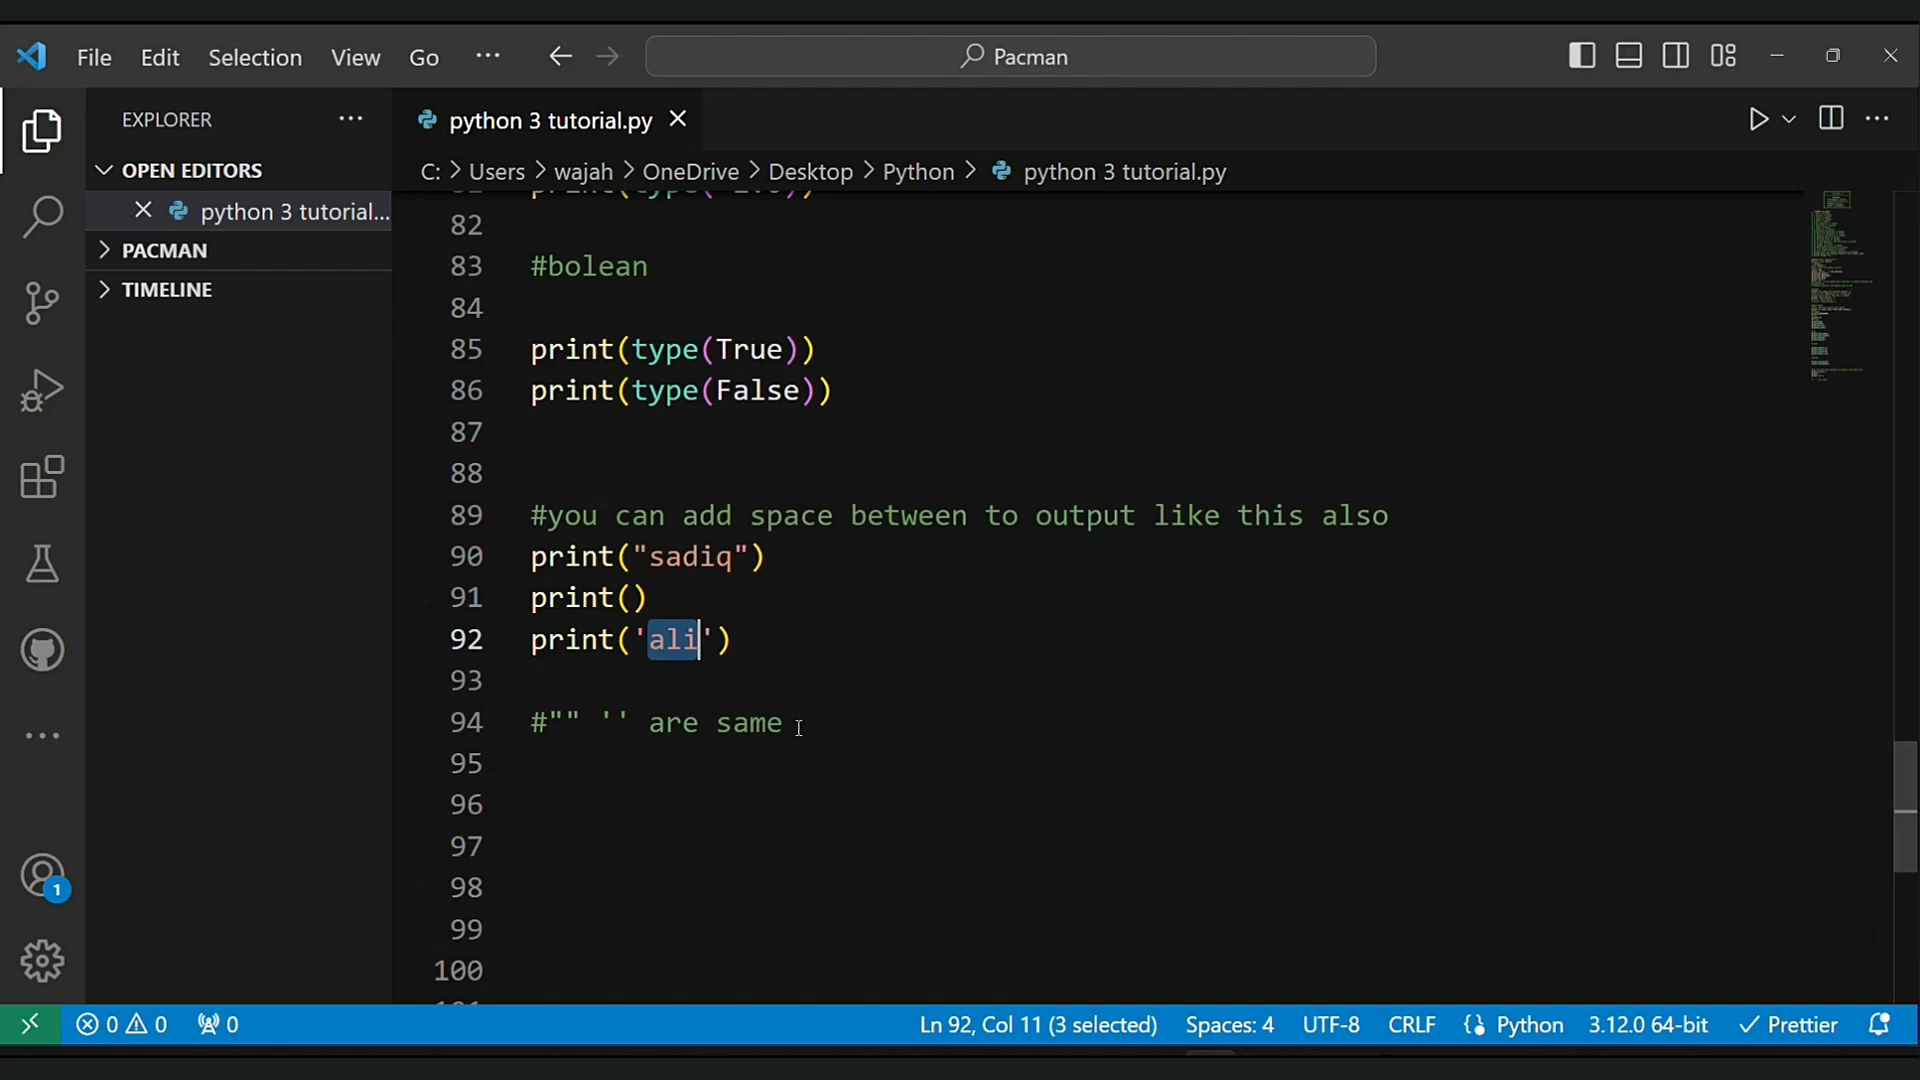 File Edit Selection View Go ··· Pacman
EXPLORER ···
python 3 tutorial.py
OPEN EDITORS
C: > Users > wajah > OneDrive > Desktop > Python > python 3 tutorial.py
python 3 tutorial...
PACMAN
TIMELINE
82
83 #bolean
84
85 print(type(True))
86 print(type(False))
87
88
89 #you can add space between to output like this also
90 print("sadiq")
91 print()
92 print('ali')
93
94 #"" '' are same
95
96
97
98
99
100
1
0 0 0 Ln 92, Col 11 (3 selected) Spaces: 4 UTF-8 CRLF Python 3.12.0 64-bit Prettier